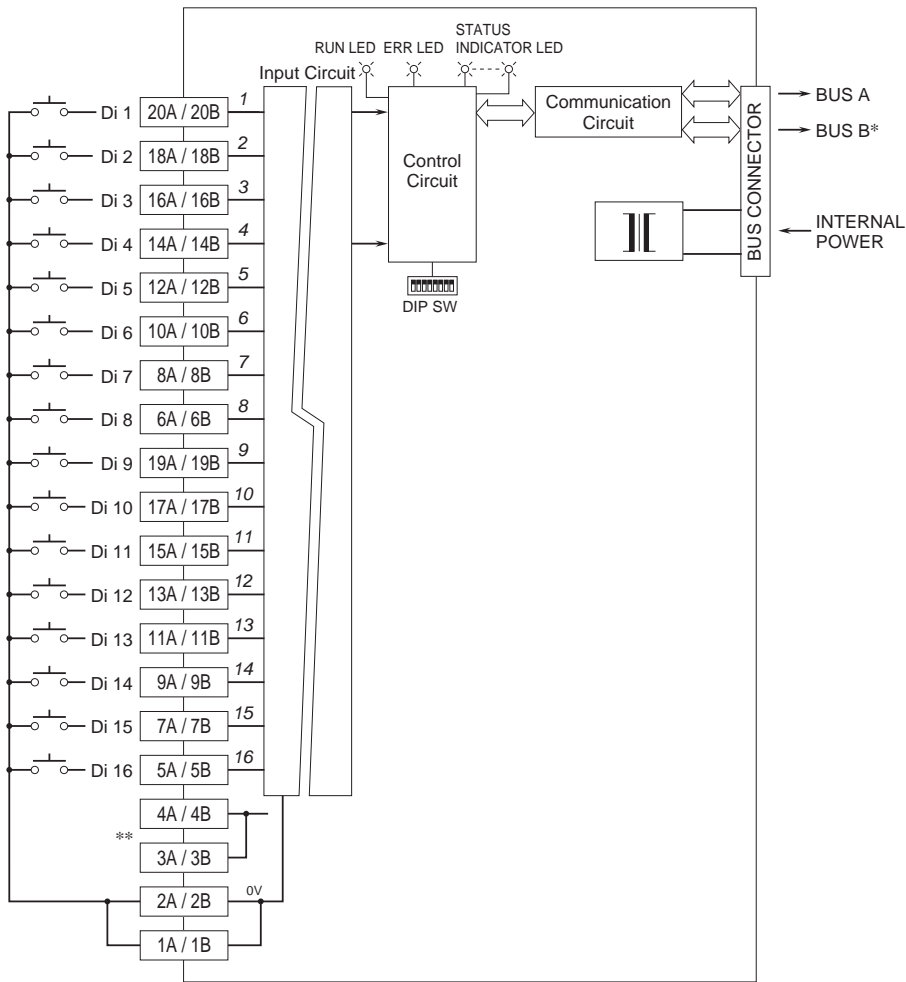 STATUS
RUN LED ERR LED INDICATOR LED
Input Circuit
Di 1 20A / 20B 1
Di 2 18A / 18B 2
Di 3 16A / 16B 3
Di 4 14A / 14B 4
Di 5 12A / 12B 5
Di 6 10A / 10B 6
Di 7 8A / 8B 7
Di 8 6A / 6B 8
Di 9 19A / 19B 9
Di 10 17A / 17B 10
Di 11 15A / 15B 11
Di 12 13A / 13B 12
Di 13 11A / 11B 13
Di 14 9A / 9B 14
Di 15 7A / 7B 15
Di 16 5A / 5B 16
4A / 4B
**
3A / 3B
2A / 2B 0V
1A / 1B
Control
Circuit
DIP SW
Communication
Circuit
BUS CONNECTOR
BUS A
BUS B*
INTERNAL
POWER